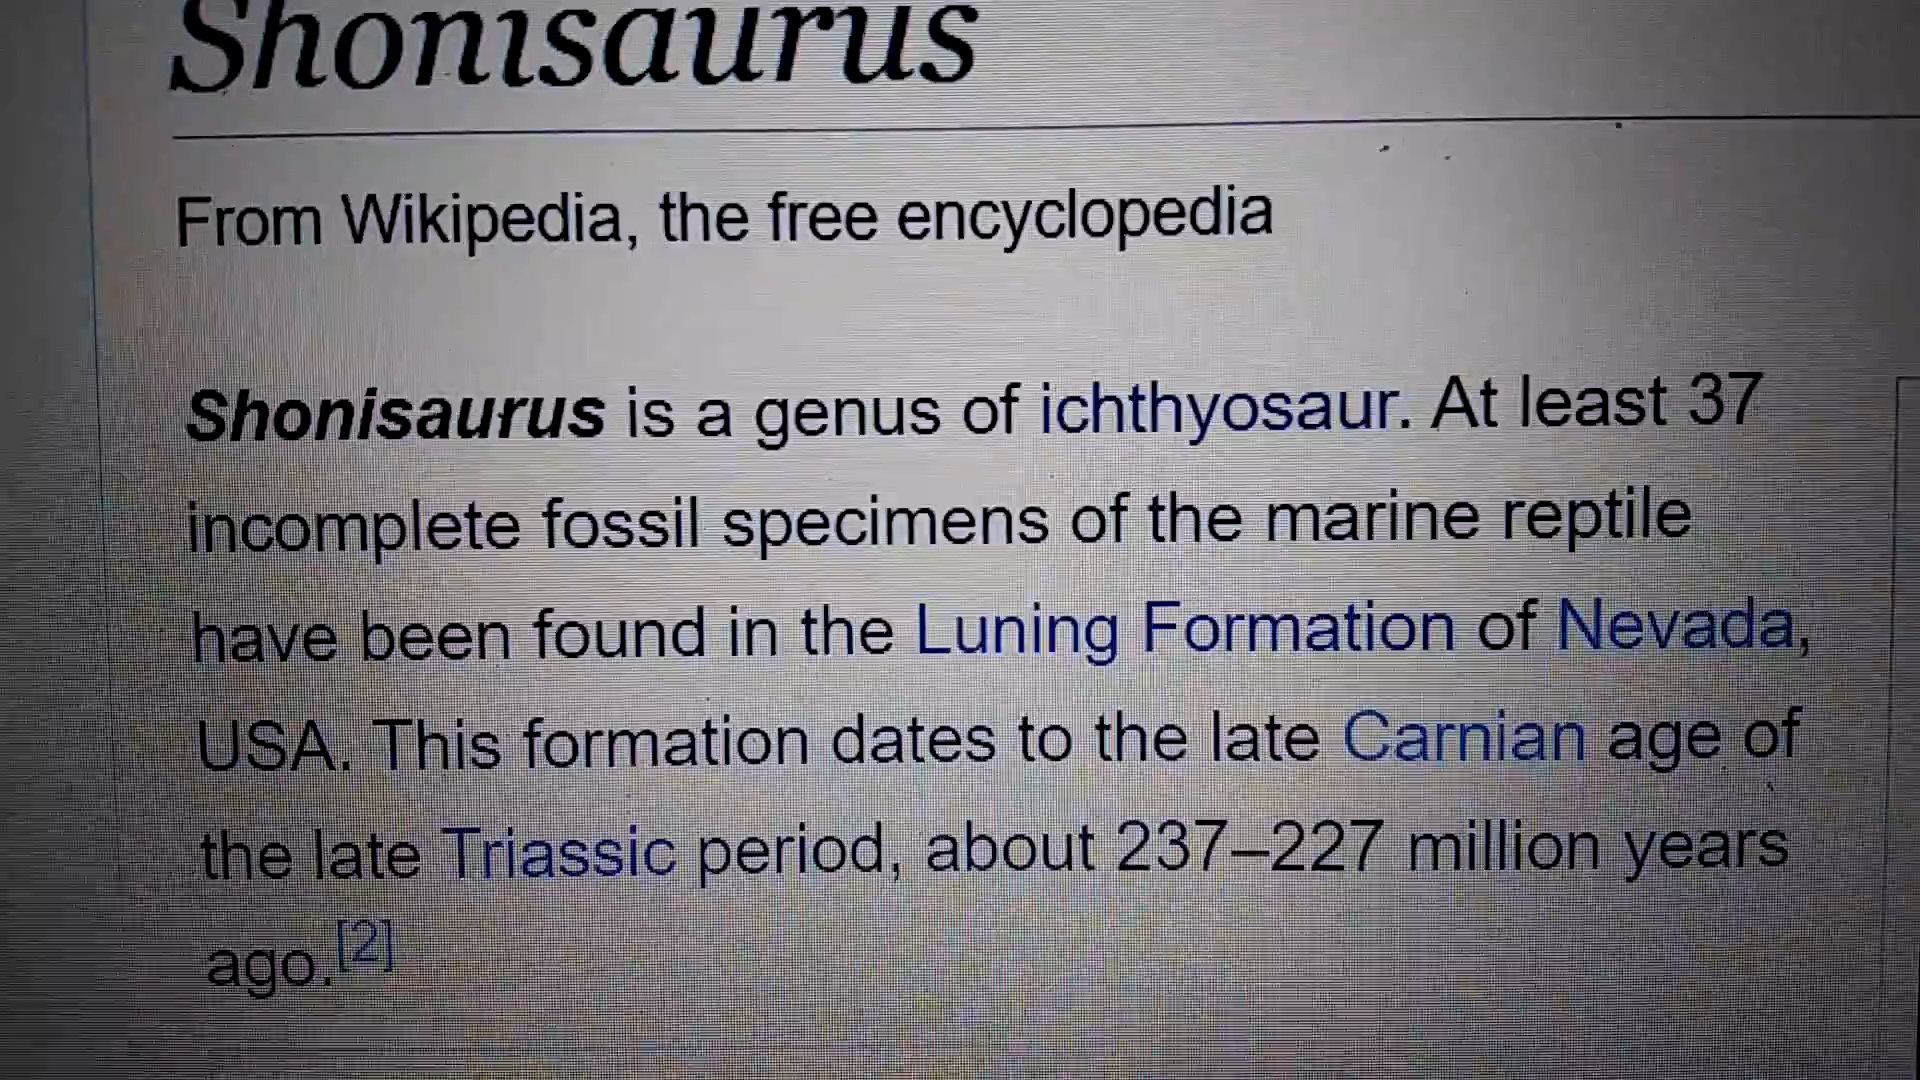 Shonisaurus
From Wikipedia, the free encyclopedia
Shonisaurus is a genus of ichthyosaur. At least 37
incomplete fossil specimens of the marine reptile
have been found in the Luning Formation of Nevada,
USA. This formation dates to the late Carnian age of
the late Triassic period, about 237–227 million years
ago.[2]